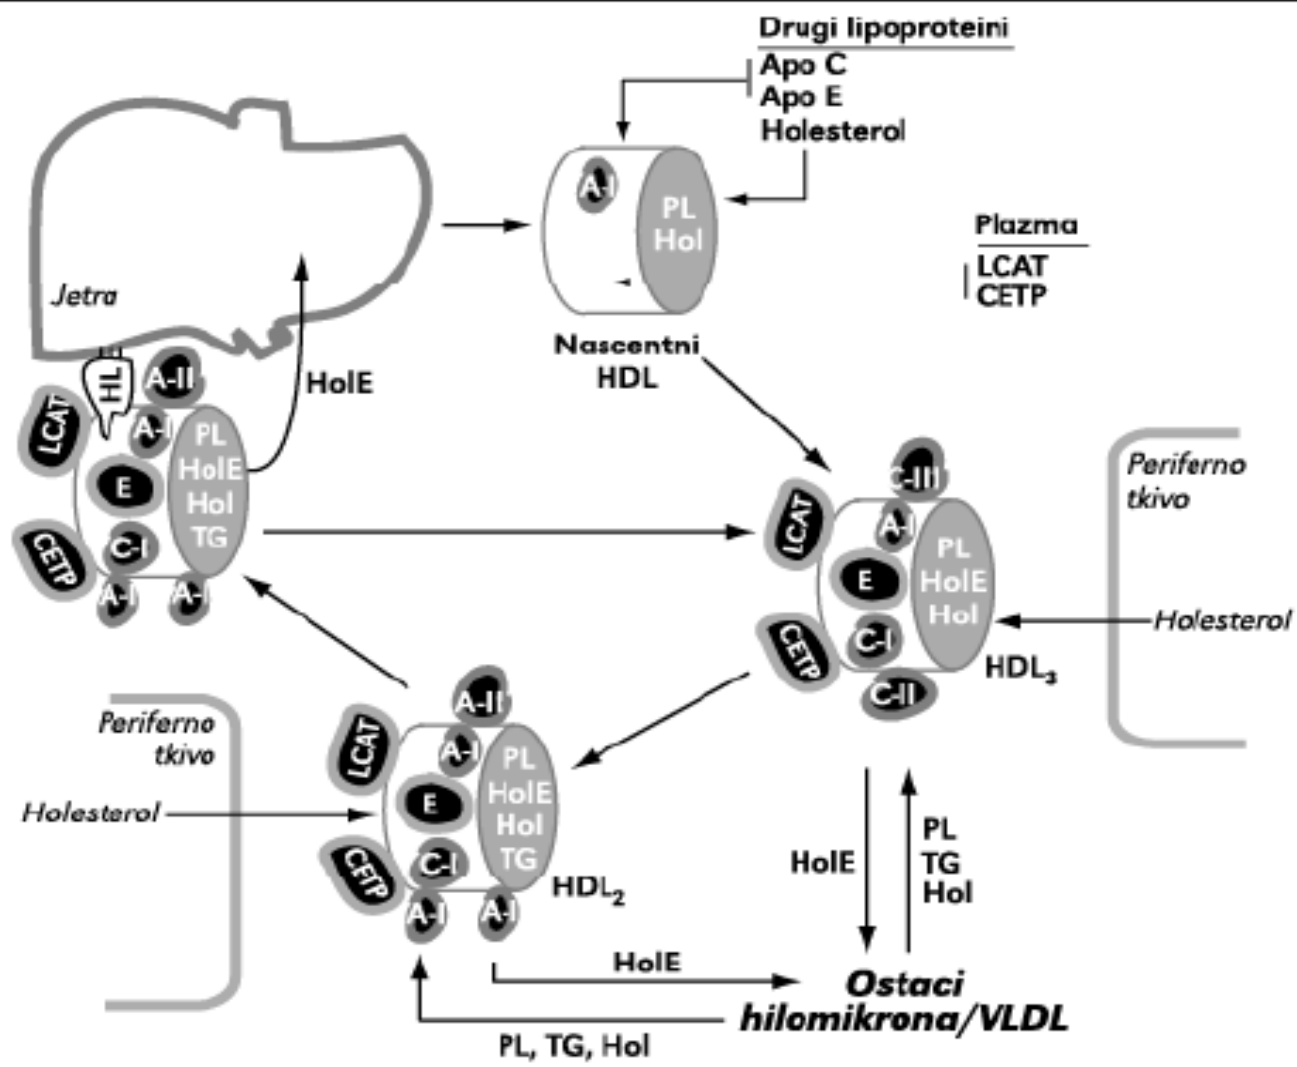 Drugi lipoproteini
Apo C
Apo E
Holesterol
A-I
PL
Hol
Plazma
LCAT
CETP
Jetra
Nascentni
HDL
HolE
HL
A-II
LCAT
A-I
PL
HolE
Hol
TG
E
C-I
CETP
A-I
A-I
C-III
LCAT
A-I
PL
HolE
Hol
E
C-I
CETP
C-II
HDL3
Periferno
tkivo
Holesterol
Periferno
tkivo
Holesterol
A-II
LCAT
A-I
PL
HolE
Hol
TG
E
C-I
CETP
A-I
A-I
HDL2
HolE
PL
TG
Hol
HolE
Ostaci
hilomikrona/VLDL
PL, TG, Hol